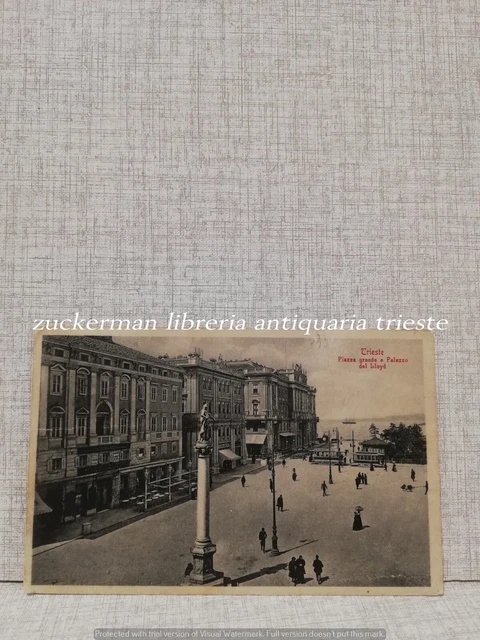 zuckerman libreria antiquaria trieste
Trieste
Piazza grande e Palazzo
del Lloyd
Protected with trial version of Visual Watermark. Full version doesn't put this mark.